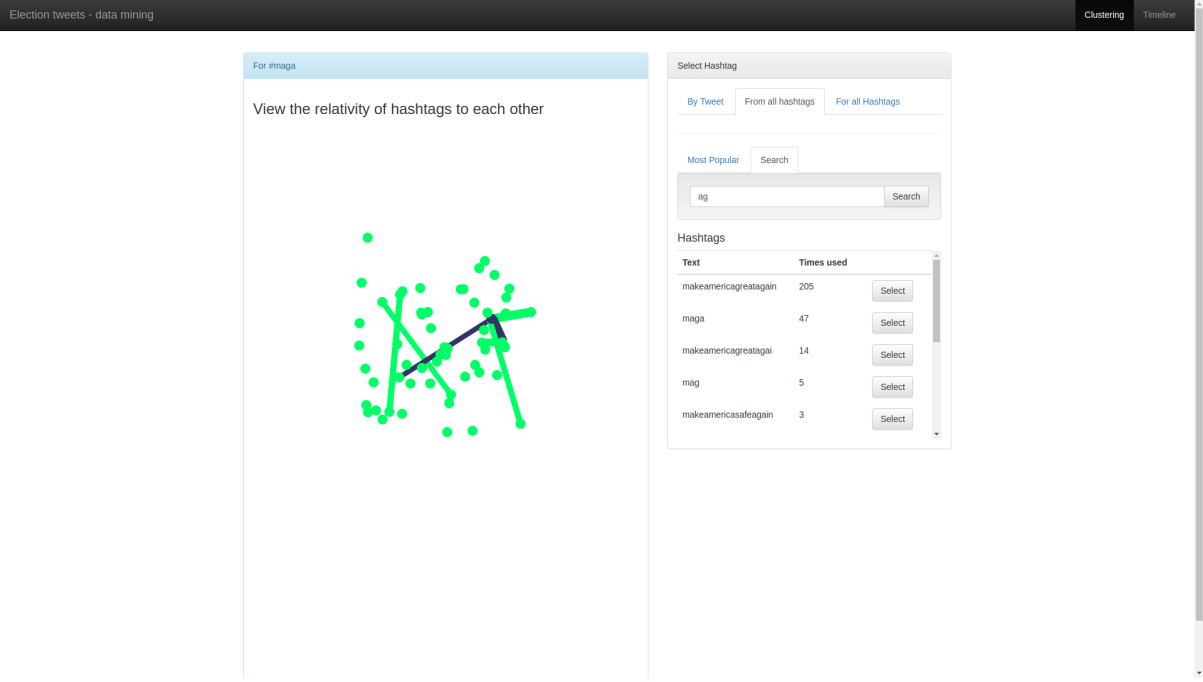 Election tweets - data mining
Clustering Timeline
For #maga
View the relativity of hashtags to each other
Select Hashtag
By Tweet From all hashtags For all Hashtags
Most Popular Search
ag Search
Hashtags
Text Times used
makeamericagreatagain 205 Select
maga 47 Select
makeamericagreatagai 14 Select
mag 5 Select
makeamericasafeagain 3 Select